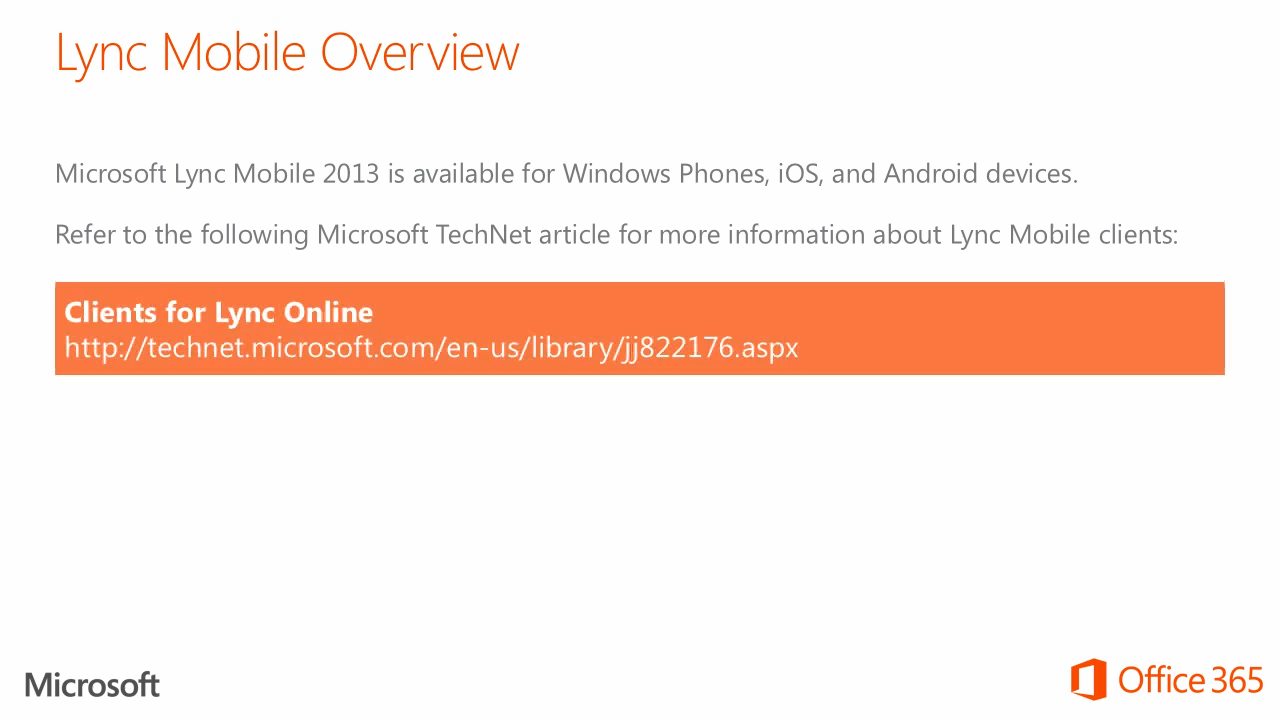 Lync Mobile Overview
Microsoft Lync Mobile 2013 is available for Windows Phones, iOS, and Android devices.
Refer to the following Microsoft TechNet article for more information about Lync Mobile clients:
Clients for Lync Online
http://technet.microsoft.com/en-us/library/jj822176.aspx
Microsoft
Office 365